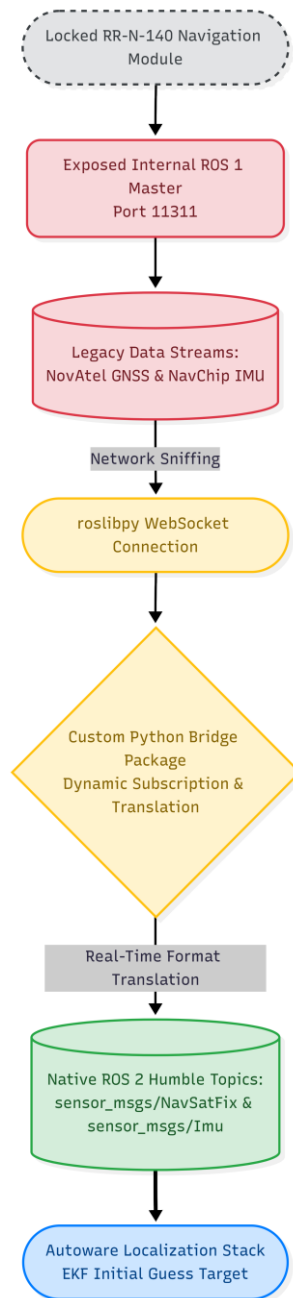 Locked RR-N-140 Navigation
Module
Exposed Internal ROS 1
Master
Port 11311
Legacy Data Streams:
NovAtel GNSS & NavChip IMU
Network Sniffing
roslibpy WebSocket
Connection
Custom Python Bridge
Package
Dynamic Subscription &
Translation
Real-Time Format
Translation
Native ROS 2 Humble Topics:
sensor_msgs/NavSatFix &
sensor_msgs/Imu
Autoware Localization Stack
EKF Initial Guess Target